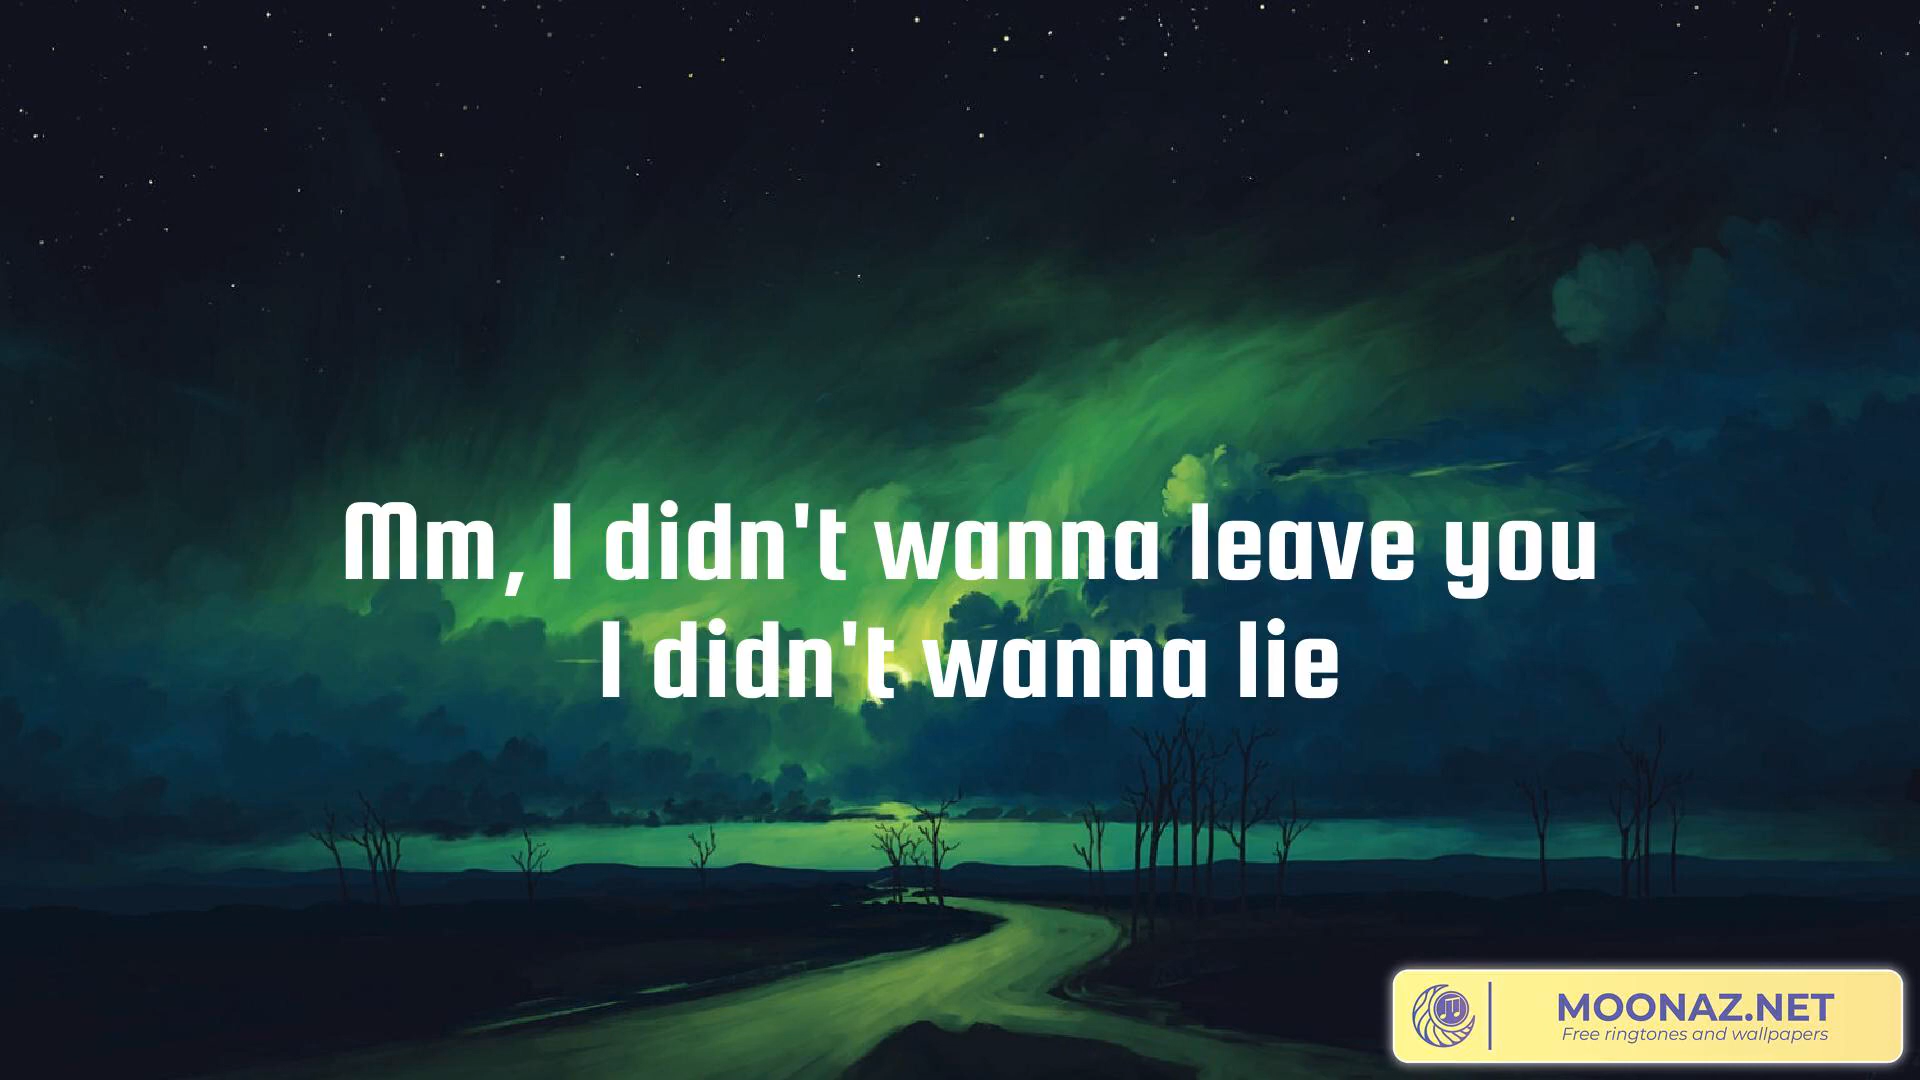 Mm, I didn't wanna leave you
I didn't wanna lie
MOONAZ.NET
Free ringtones and wallpapers